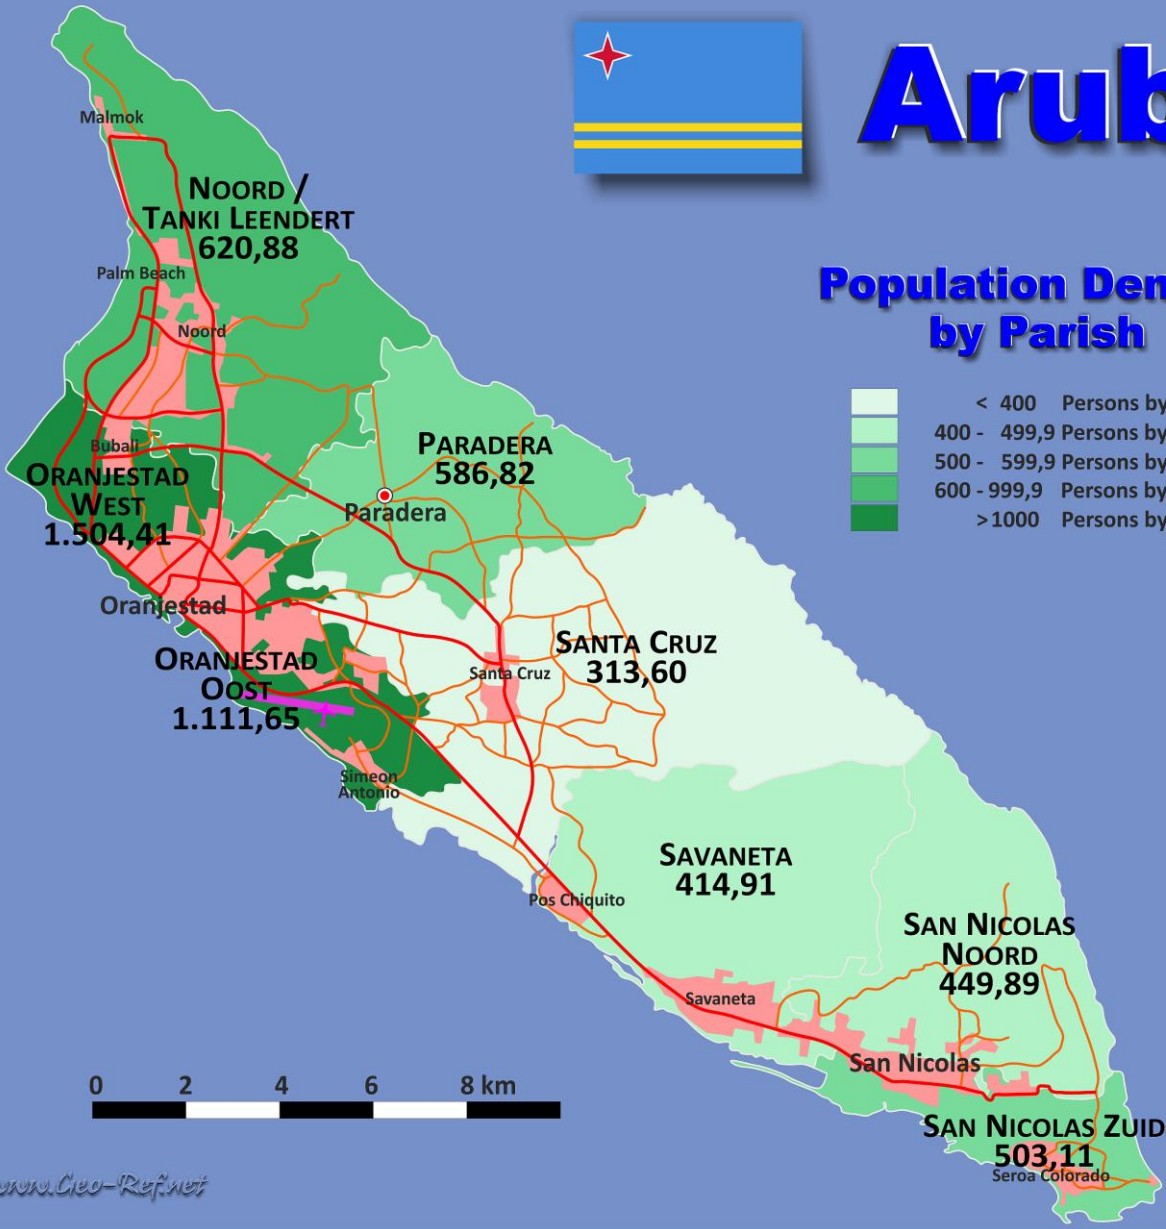 Arub
Population Den
by Parish
< 400 Persons by
400 - 499,9 Persons by
500 - 599,9 Persons by
600 - 999,9 Persons by
>1000 Persons by
Malmok
NOORD /
TANKI LEENDERT
620,88
Palm Beach
Noord
Bubali
ORANJESTAD
WEST
1.504,41
PARADERA
586,82
Paradera
Oranjestad
ORANJESTAD
OOST
1.111,65
SANTA CRUZ
313,60
Santa Cruz
Simeon
Antonio
SAVANETA
414,91
Pos Chiquito
SAN NICOLAS
NOORD
449,89
Savaneta
San Nicolas
SAN NICOLAS ZUID
503,11
Seroa Colorado
0 2 4 6 8 km
www.Geo-Ref.net